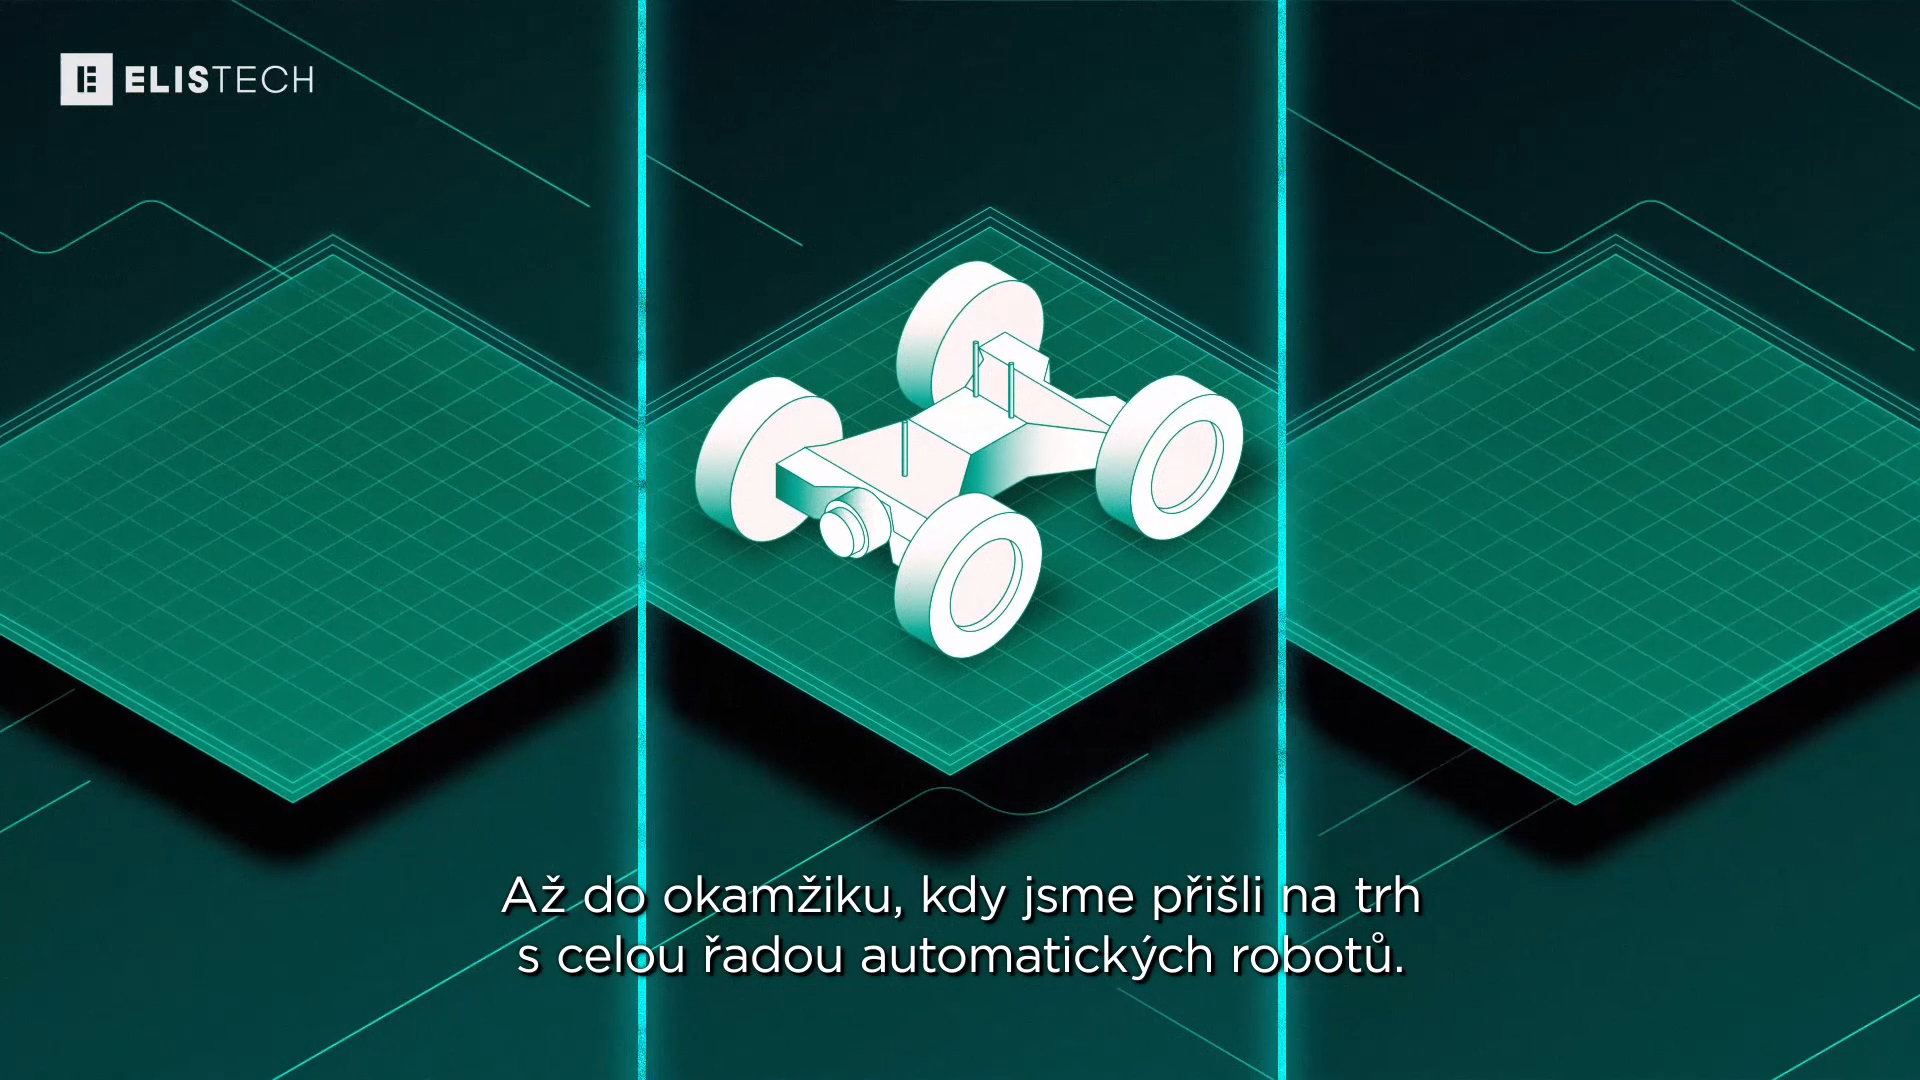 ELISTECH
Až do okamžiku, kdy jsme přišli na trh
s celou řadou automatických robotů.